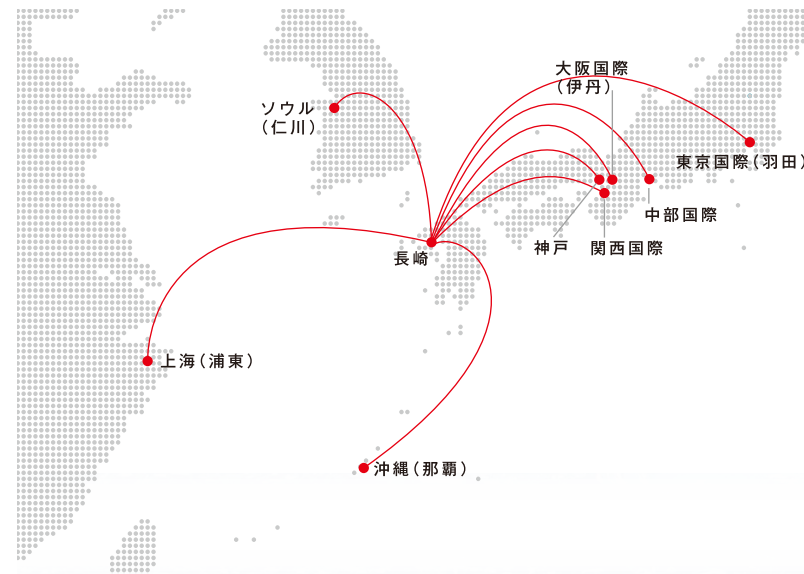 大阪国際
（伊丹）
ソウル
（仁川）
東京国際（羽田）
中部国際
神戸
関西国際
長崎
上海（浦東）
沖縄（那覇）